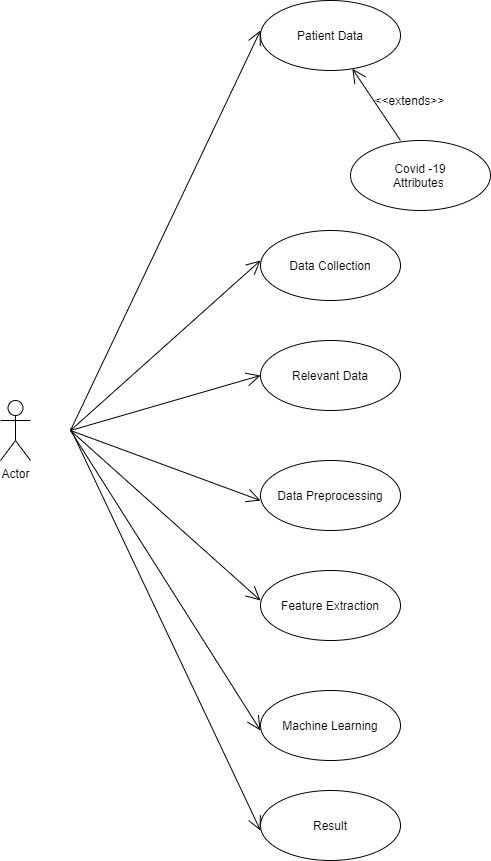 Patient Data
<<extends>>
Covid -19
Attributes
Data Collection
Relevant Data
Actor
Data Preprocessing
Feature Extraction
Machine Learning
Result